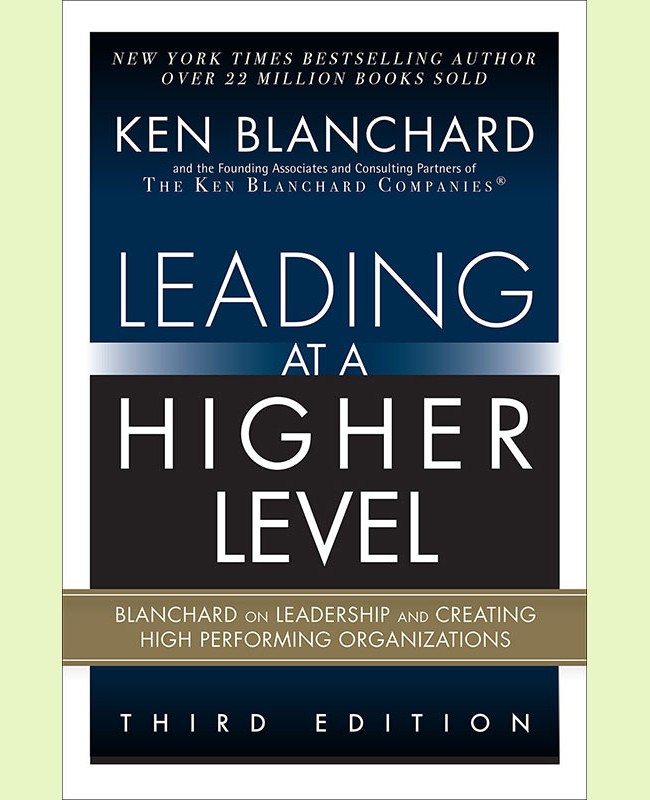 NEW YORK TIMES BESTSELLING AUTHOR
OVER 22 MILLION BOOKS SOLD
KEN BLANCHARD
and the Founding Associates and Consulting Partners of
THE KEN BLANCHARD COMPANIES®
LEADING
AT A
HIGHER
LEVEL
BLANCHARD ON LEADERSHIP AND CREATING
HIGH PERFORMING ORGANIZATIONS
THIRD EDITION